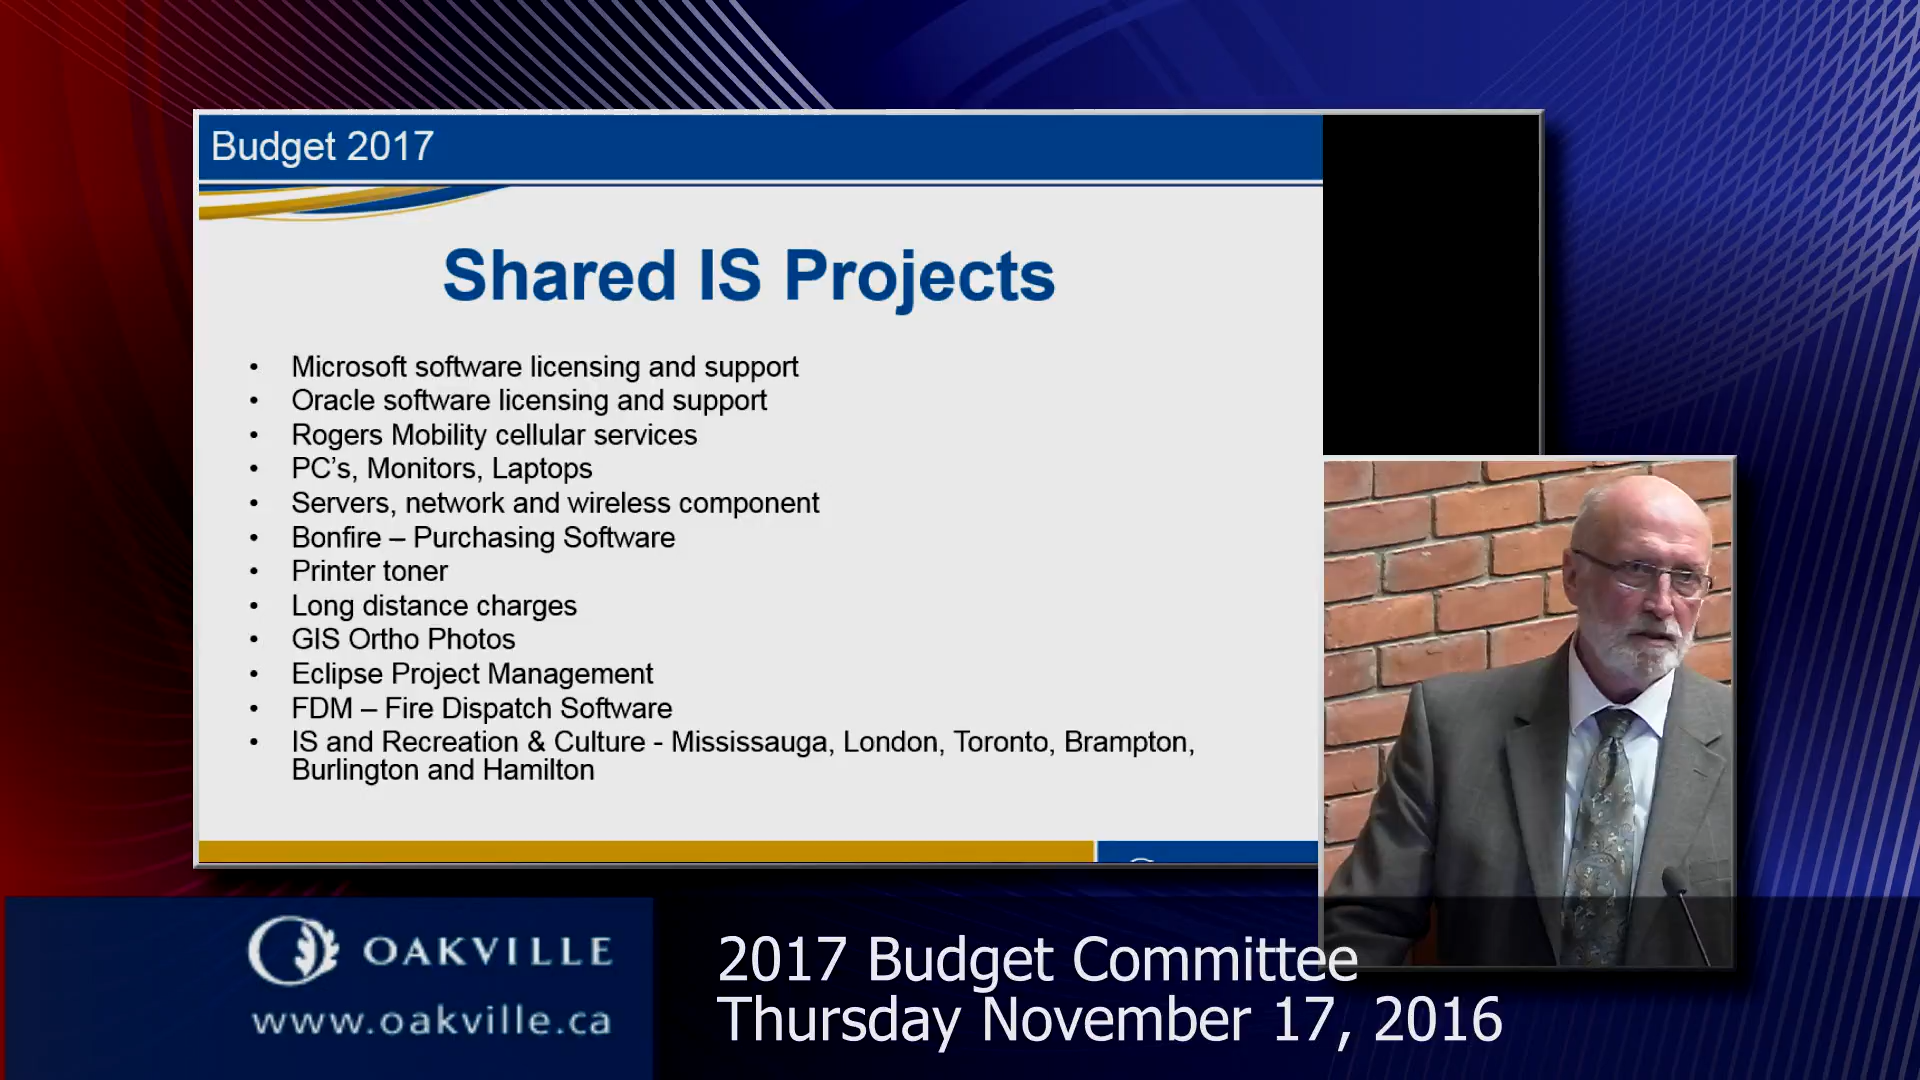 Budget 2017
Shared IS Projects
• Microsoft software licensing and support
• Oracle software licensing and support
• Rogers Mobility cellular services
• PC’s, Monitors, Laptops
• Servers, network and wireless component
• Bonfire – Purchasing Software
• Printer toner
• Long distance charges
• GIS Ortho Photos
• Eclipse Project Management
• FDM – Fire Dispatch Software
• IS and Recreation & Culture - Mississauga, London, Toronto, Brampton,
Burlington and Hamilton
OAKVILLE
www.oakville.ca
2017 Budget Committee
Thursday November 17, 2016